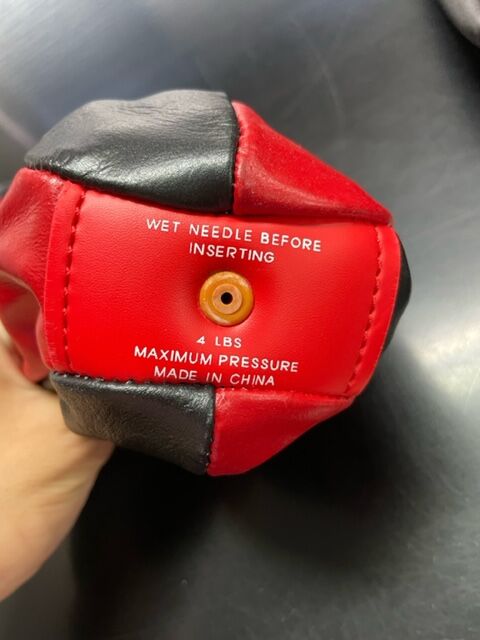 WET NEEDLE BEFORE
INSERTING
4 LBS
MAXIMUM PRESSURE
MADE IN CHINA